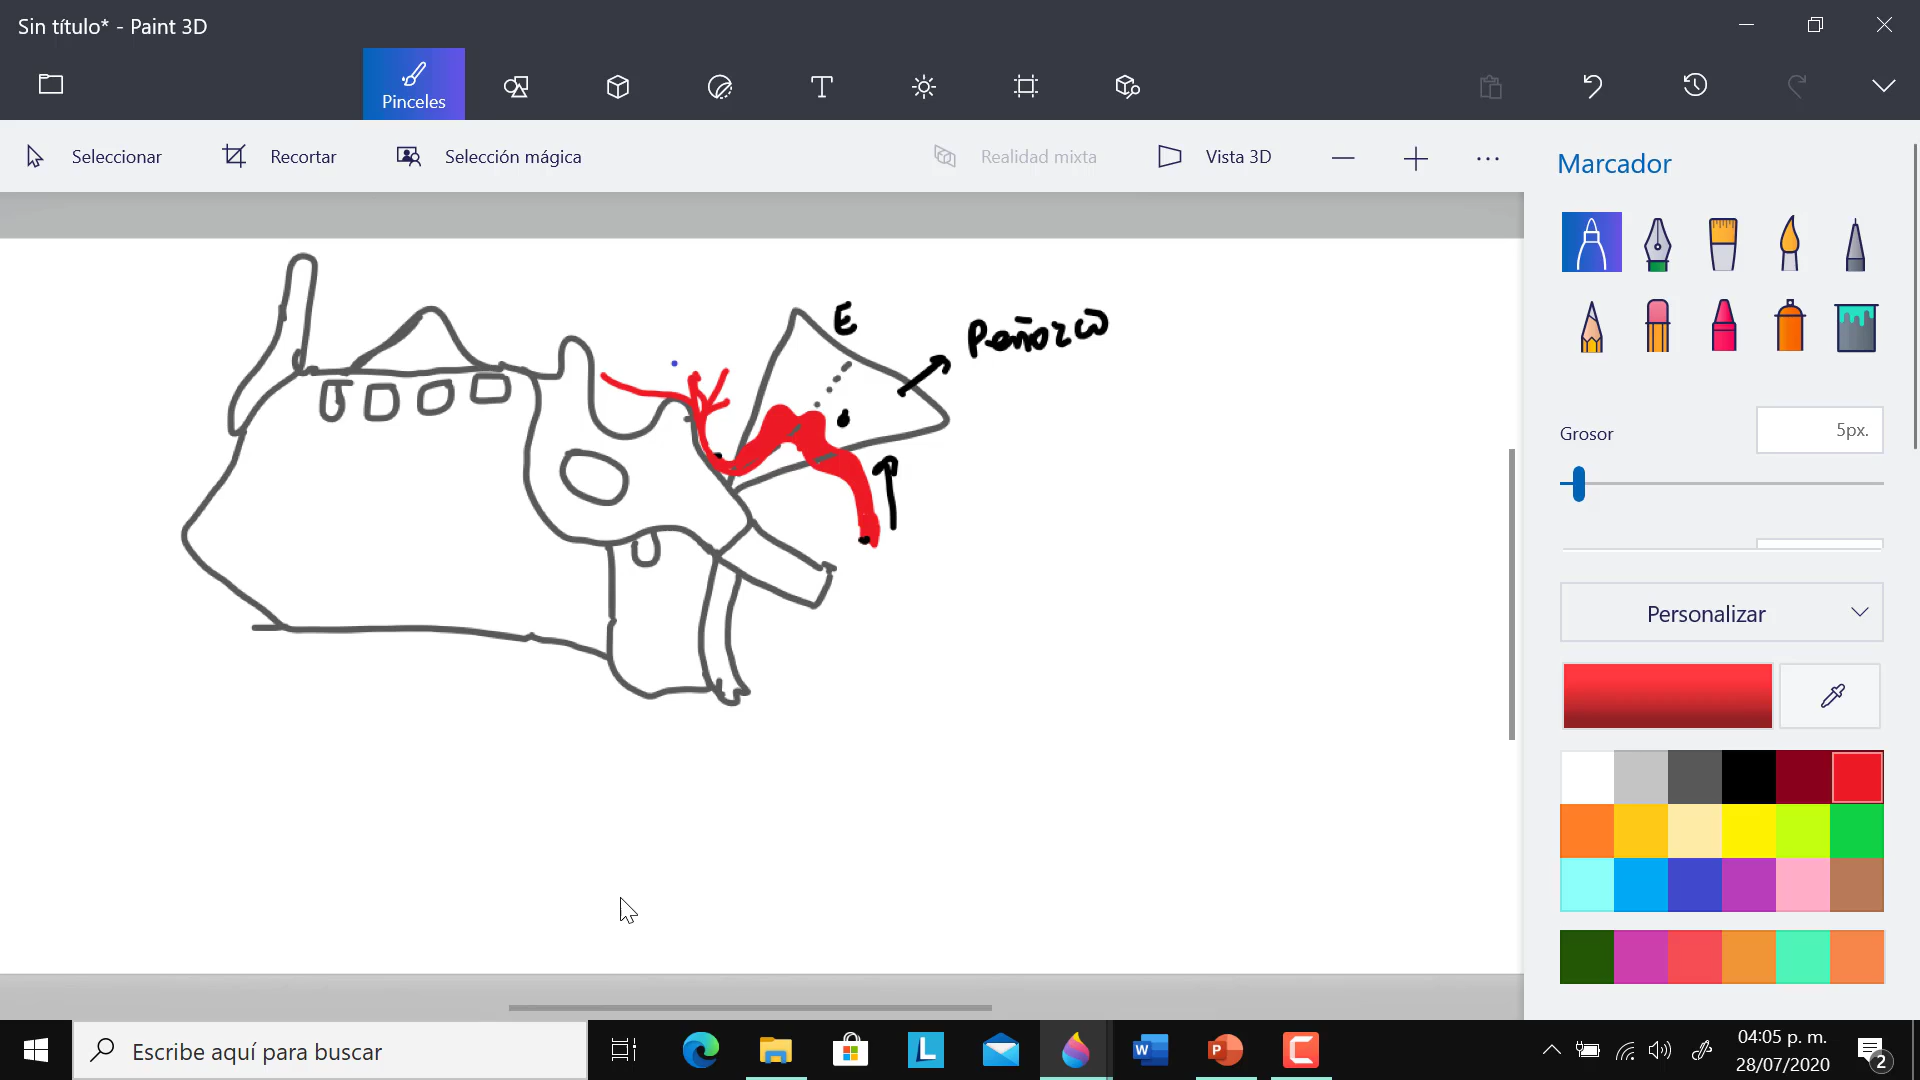 Sin título* - Paint 3D
Pinceles
Seleccionar
Recortar
Selección mágica
Realidad mixta
Vista 3D
Marcador
E
Grosor
5px.
Personalizar
Escribe aquí para buscar
04:05 p. m.
28/07/2020
2